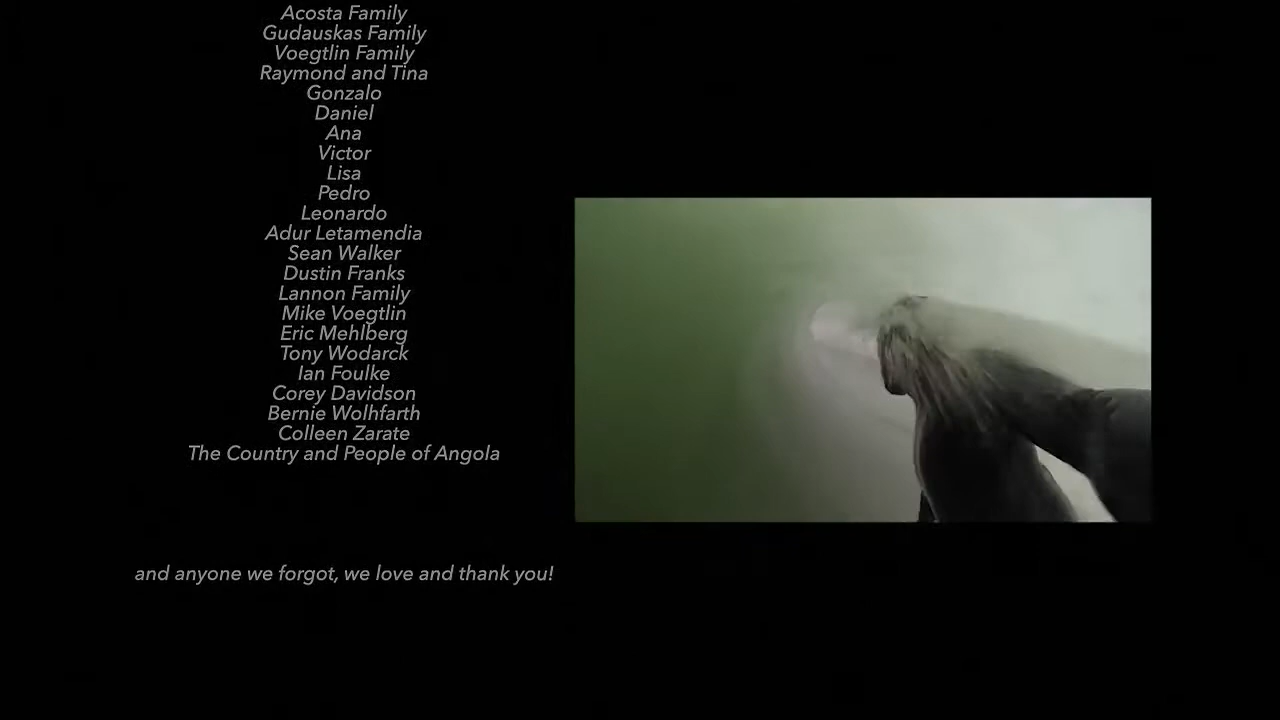 Acosta Family
Gudauskas Family
Voegtlin Family
Raymond and Tina
Gonzalo
Daniel
Ana
Victor
Lisa
Pedro
Leonardo
Adur Letamendia
Sean Walker
Dustin Franks
Lannon Family
Mike Voegtlin
Eric Mehlberg
Tony Wodarck
Ian Foulke
Corey Davidson
Bernie Wolhfarth
Colleen Zarate
The Country and People of Angola
and anyone we forgot, we love and thank you!